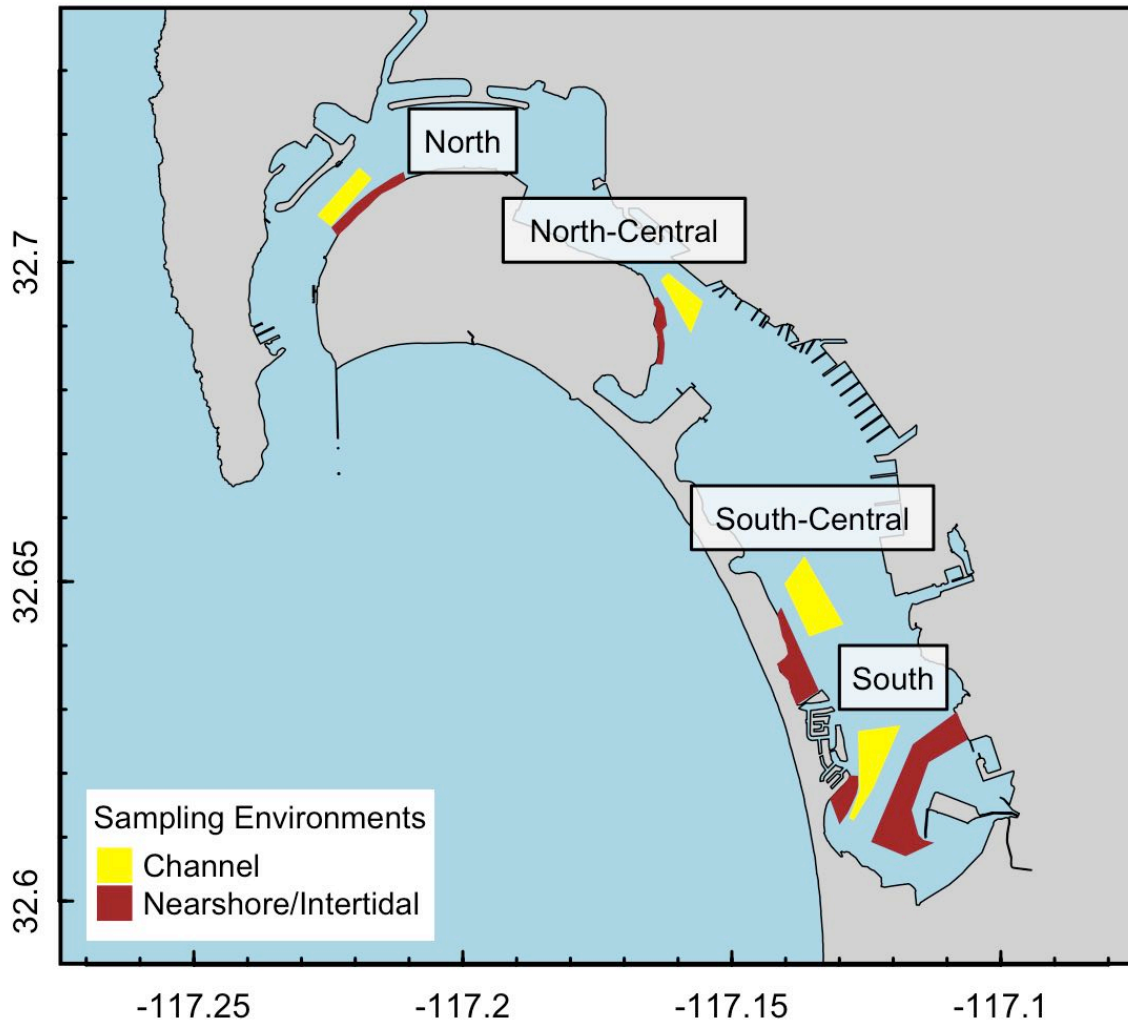 North
North-Central
South-Central
South
Sampling Environments
Channel
Nearshore/Intertidal
32.7
32.65
32.6
-117.25
-117.2
-117.15
-117.1